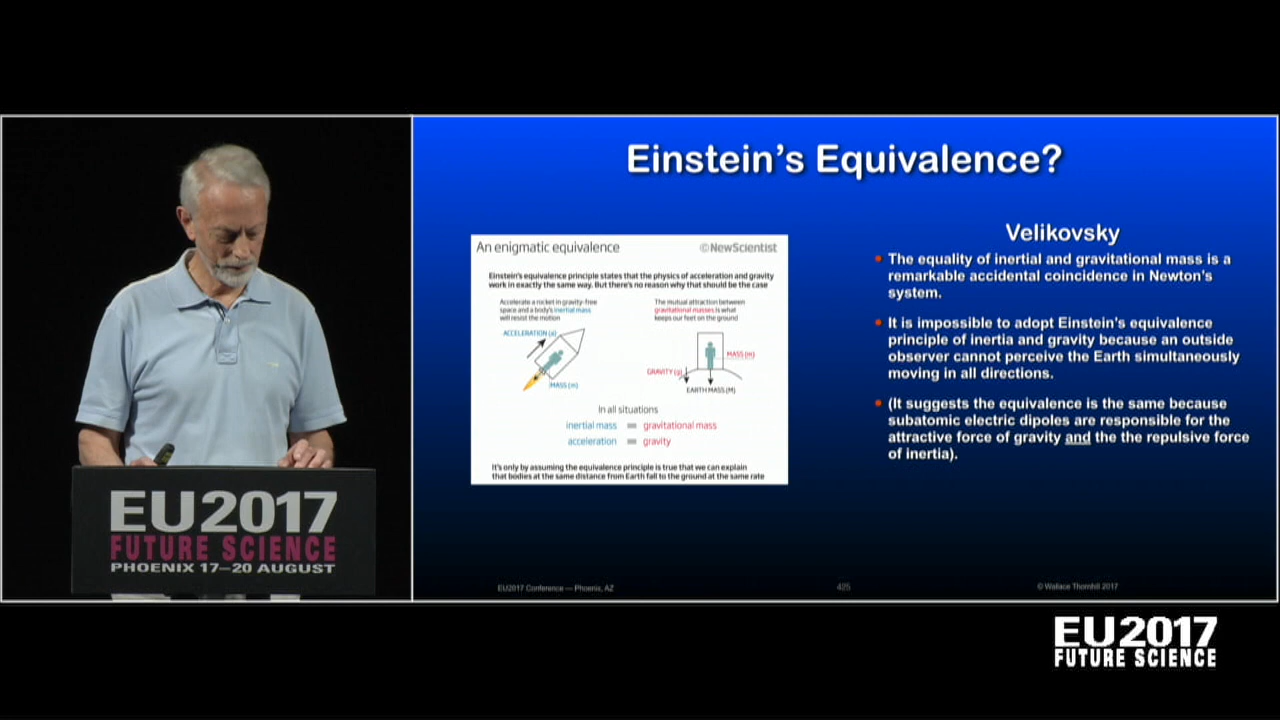 Einstein's Equivalence?
An enigmatic equivalence
©NewScientist
Einstein's equivalence principle states that the physics of acceleration and gravity
work in exactly the same way. But there's no reason why that should be the case
Accelerate a rocket in gravity-free
space and a body's inertial mass
will resist the motion
The mutual attraction between
gravitational masses is what
keeps our feet on the ground
ACCELERATION (a)
MASS (m)
MASS (m)
GRAVITY (g)
EARTH MASS (M)
In all situations
inertial mass = gravitational mass
acceleration = gravity
It's only by assuming the equivalence principle is true that we can explain
that bodies at the same distance from Earth fall to the ground at the same rate
Velikovsky
• The equality of inertial and gravitational mass is a
remarkable accidental coincidence in Newton's
system.
• It is impossible to adopt Einstein's equivalence
principle of inertia and gravity because an outside
observer cannot perceive the Earth simultaneously
moving in all directions.
• (It suggests the equivalence is the same because
subatomic electric dipoles are responsible for the
attractive force of gravity and the the repulsive force
of inertia).
EU2017 Conference — Phoenix, AZ
425
© Wallace Thornhill 2017
EU2017
FUTURE SCIENCE
PHOENIX 17–20 AUGUST
EU2017
FUTURE SCIENCE